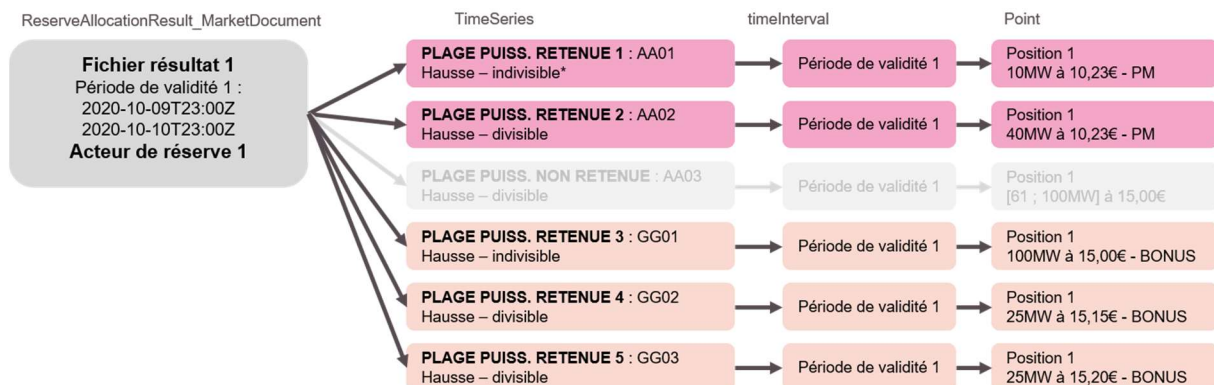 ReserveAllocationResult_MarketDocument
TimeSeries
timeInterval
Point
Fichier résultat 1
Période de validité 1 :
2020-10-09T23:00Z
2020-10-10T23:00Z
Acteur de réserve 1
PLAGE PUISS. RETENUE 1 : AA01
Hausse – indivisible*
Période de validité 1
Position 1
10MW à 10,23€ - PM
PLAGE PUISS. RETENUE 2 : AA02
Hausse – divisible
Période de validité 1
Position 1
40MW à 10,23€ - PM
PLAGE PUISS. NON RETENUE : AA03
Hausse – divisible
Période de validité 1
Position 1
[61 ; 100MW] à 15,00€
PLAGE PUISS. RETENUE 3 : GG01
Hausse – indivisible
Période de validité 1
Position 1
100MW à 15,00€ - BONUS
PLAGE PUISS. RETENUE 4 : GG02
Hausse – divisible
Période de validité 1
Position 1
25MW à 15,15€ - BONUS
PLAGE PUISS. RETENUE 5 : GG03
Hausse – divisible
Période de validité 1
Position 1
25MW à 15,20€ - BONUS